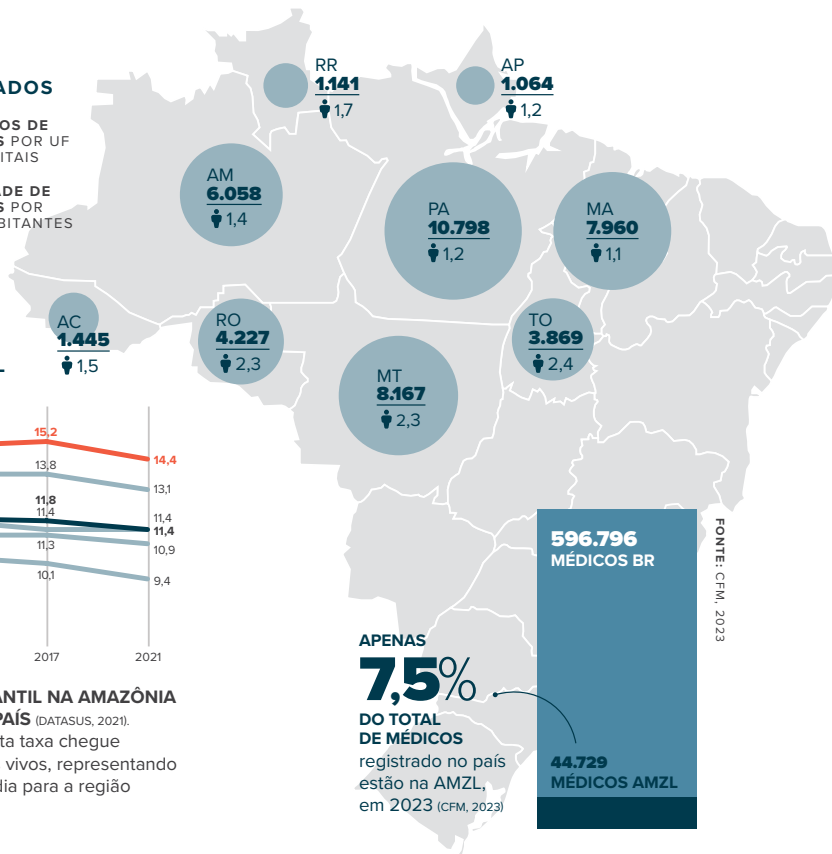 ADOS
OS DE
S POR UF
ITAIS
DE DE
S POR
BITANTES
RR
1.141
1,7
AP
1.064
1,2
AM
6.058
1,4
PA
10.798
1,2
MA
7.960
1,1
AC
1.445
1,5
RO
4.227
2,3
TO
3.869
2,4
MT
8.167
2,3
15,2
14,4
13,8
13,1
11,8
11,4
11,4
11,4
11,3
10,9
10,1
9,4
2017
2021
ANTIL NA AMAZÔNIA
PAÍS (DATASUS, 2021).
ta taxa chegue
vivos, representando
dia para a região
APENAS
7,5%
DO TOTAL
DE MÉDICOS
registrado no país
estão na AMZL,
em 2023 (CFM, 2023)
596.796
MÉDICOS BR
44.729
MÉDICOS AMZL
FONTE: CFM, 2023